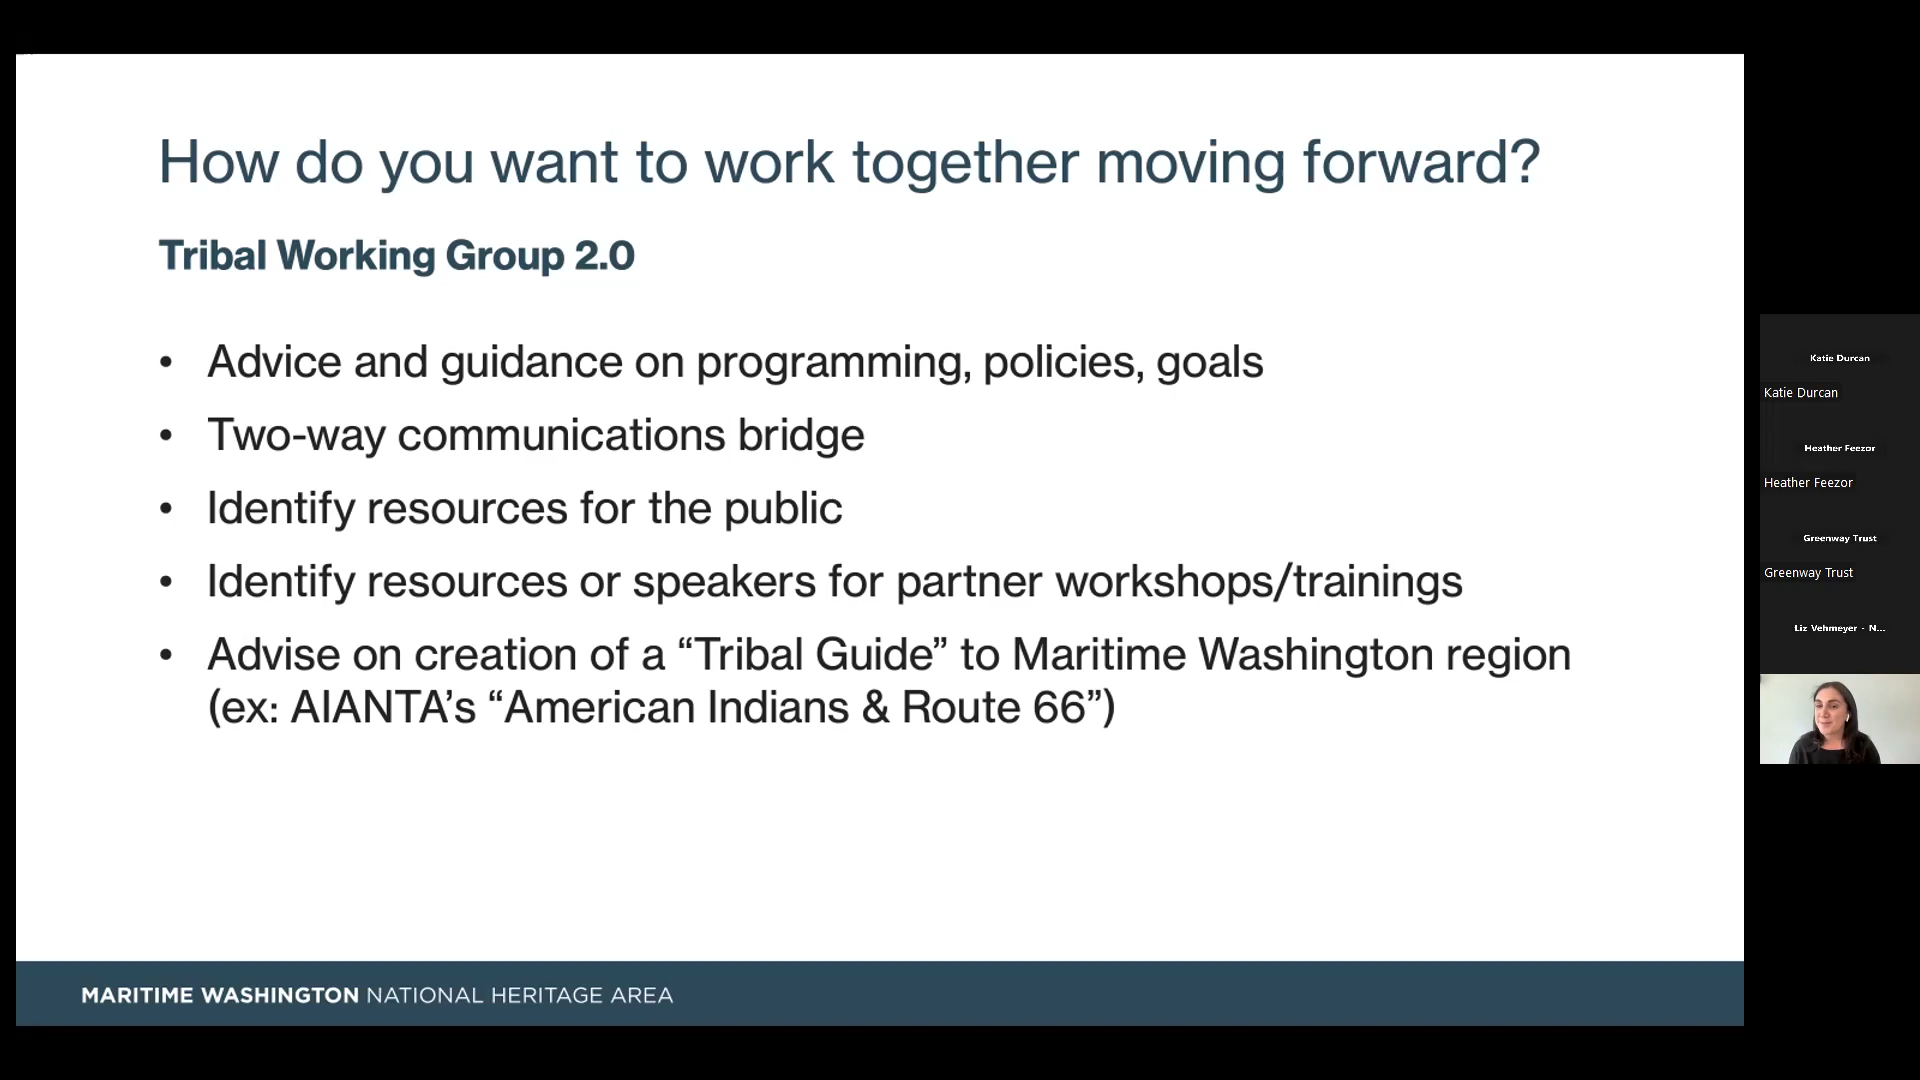 How do you want to work together moving forward?
Tribal Working Group 2.0
• Advice and guidance on programming, policies, goals
• Two-way communications bridge
• Identify resources for the public
• Identify resources or speakers for partner workshops/trainings
• Advise on creation of a “Tribal Guide” to Maritime Washington region
(ex: AIANTA’s “American Indians & Route 66”)
MARITIME WASHINGTON NATIONAL HERITAGE AREA
Katie Durcan
Katie Durcan
Heather Feezor
Heather Feezor
Greenway Trust
Greenway Trust
Liz Vehmeyer - N...